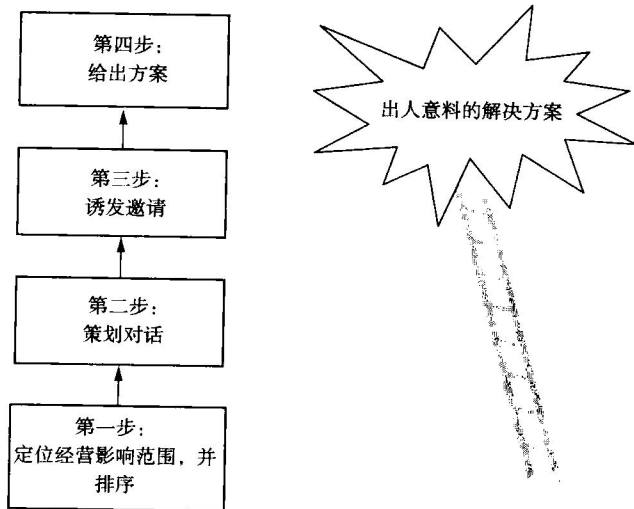 第四步：
给出方案
出人意料的解决方案
第三步：
诱发邀请
第二步：
策划对话
第一步：
定位经营影响范围，并
排序